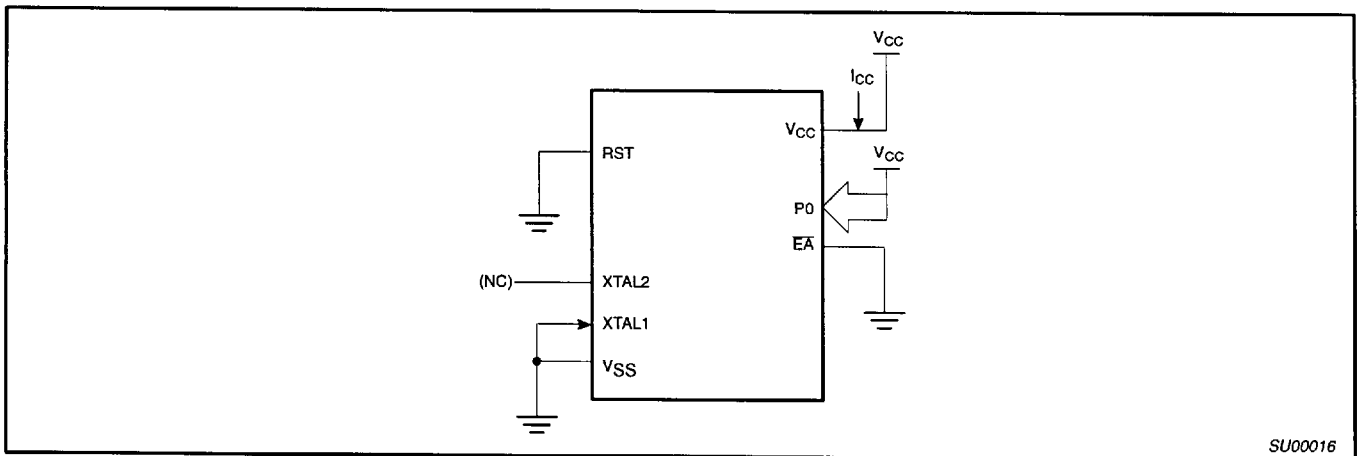 VCC
ICC
VCC
RST
VCC
P0
EA
(NC)
XTAL2
XTAL1
VSS
SU00016